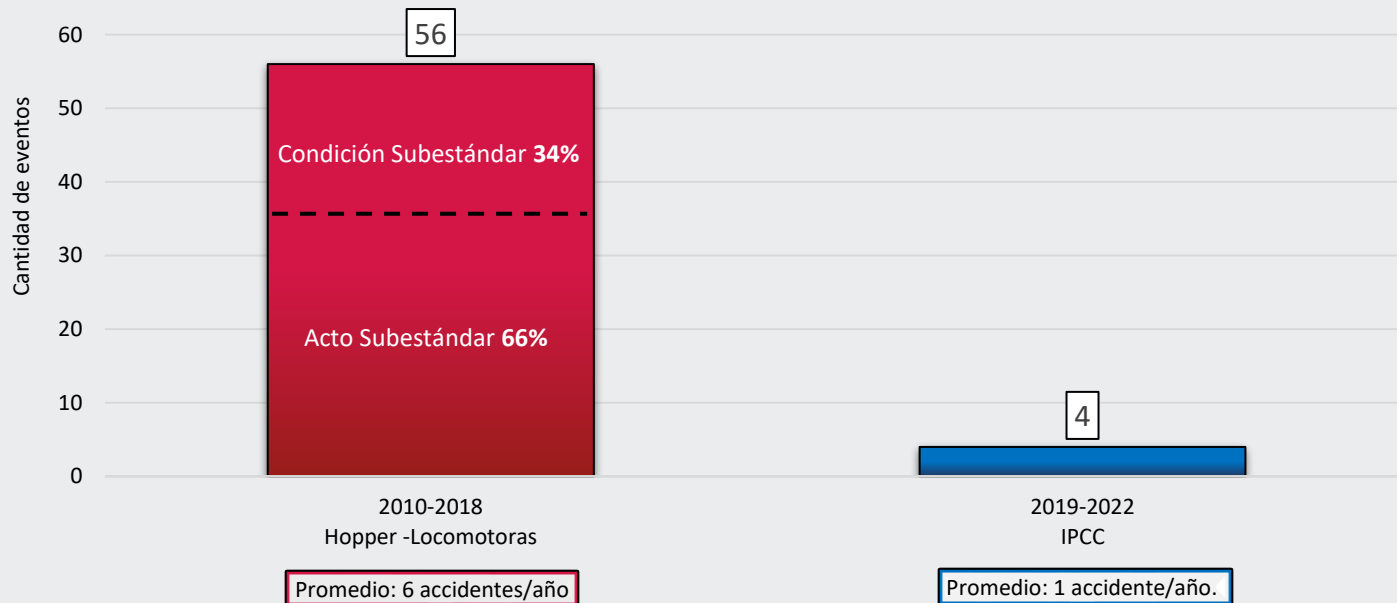 Cantidad de eventos
60
50
40
30
20
10
0
56
Condición Subestándar 34%
Acto Subestándar 66%
4
2010-2018
Hopper -Locomotoras
2019-2022
IPCC
Promedio: 6 accidentes/año
Promedio: 1 accidente/año.